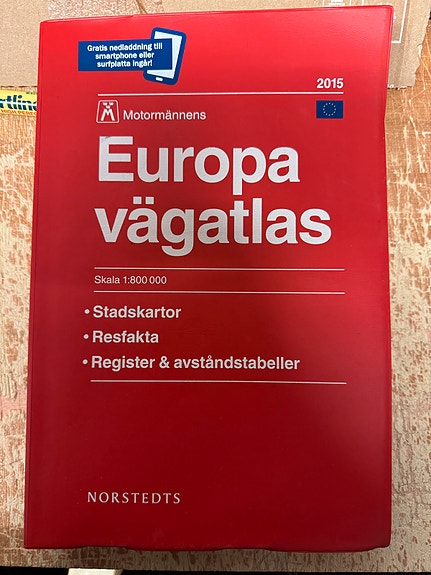 Gratis nedladdning till
smartphone eller
surfplatta ingår!
2015
M Motormännens
Europa
vägatlas
Skala 1:800 000
• Stadskartor
• Resfakta
• Register & avståndstabeller
NORSTEDTS